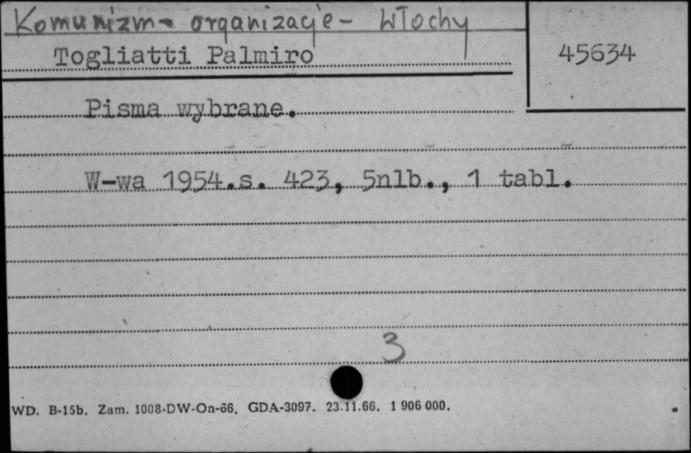 Komunizm - organizacje - Włochy
Togliatti Palmiro
45634
Pisma wybrane.
W-wa 1954.s. 423, 5nlb., 1 tabl.
3
WD. B-15b. Zam. 1008-DW-On-66. GDA-3097. 23.11.66. 1 906 000.